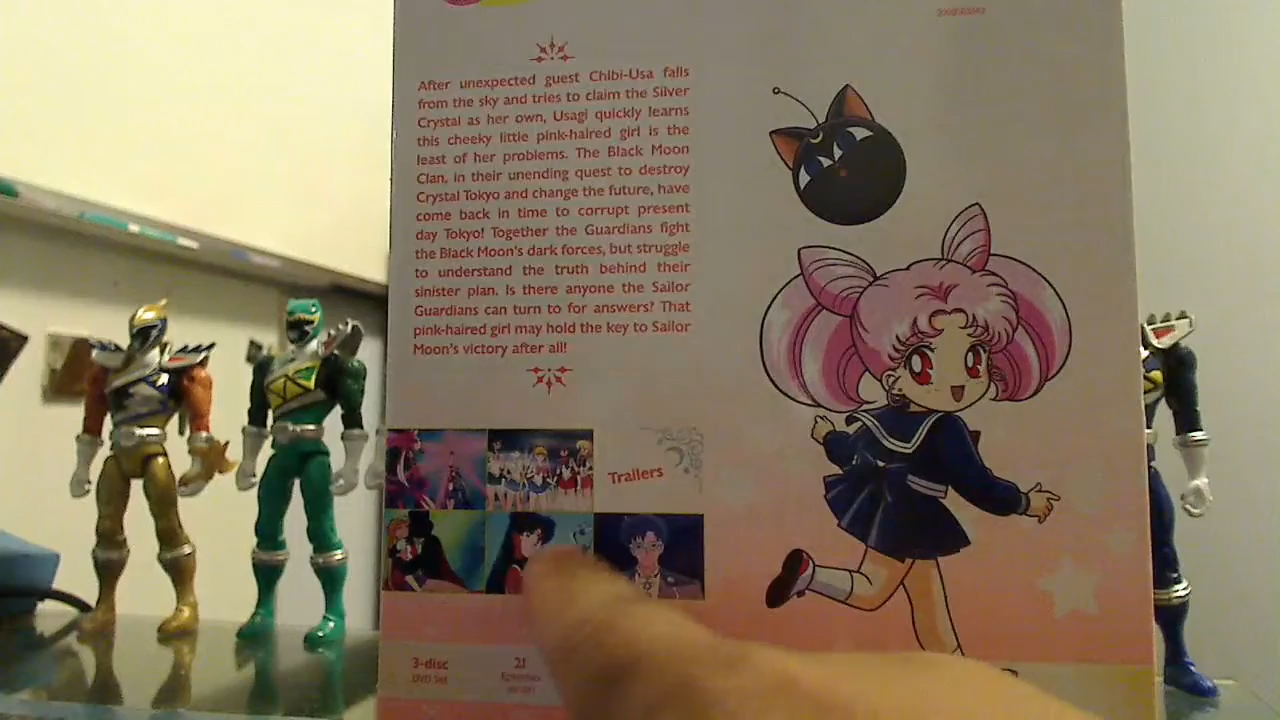 After unexpected guest Chibi-Usa falls
from the sky and tries to claim the Silver
Crystal as her own, Usagi quickly learns
this cheeky little pink-haired girl is the
least of her problems. The Black Moon
Clan, in their unending quest to destroy
Crystal Tokyo and change the future, have
come back in time to corrupt present
day Tokyo! Together the Guardians fight
the Black Moon's dark forces, but struggle
to understand the truth behind their
sinister plan. Is there anyone the Sailor
Guardians can turn to for answers? That
pink-haired girl may hold the key to Sailor
Moon's victory after all!
Trailers
3-disc
DVD Set
21
Episodes